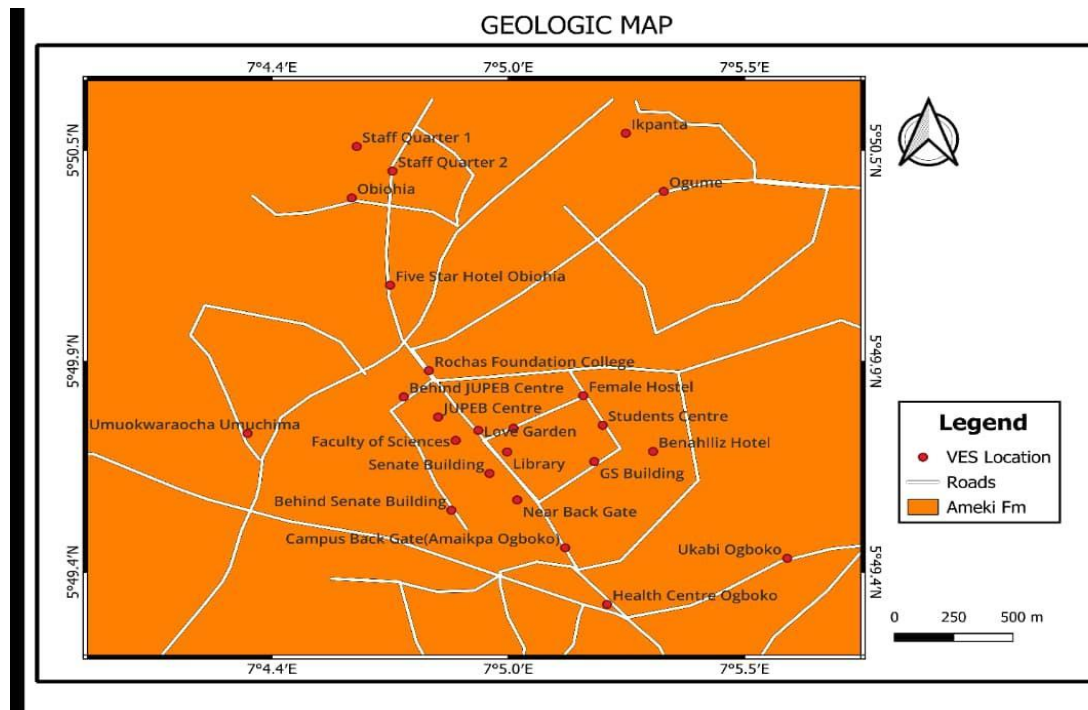 GEOLOGIC MAP
7°4.4'E
7°5.0'E
7°5.5'E
5°50.5'N
5°50.5'N
Ikpanta
Staff Quarter 1
Staff Quarter 2
Obiohia
Ogume
Five Star Hotel Obiohia
5°49.9'N
5°49.9'N
Rochas Foundation College
Behind JUPEB Centre
Female Hostel
JUPEB Centre
Students Centre
Umuokwaraocha Umuchima
Love Garden
Faculty of Sciences
Benahlliz Hotel
Senate Building
Library
GS Building
Behind Senate Building
Near Back Gate
Campus Back Gate(Amaikpa Ogboko)
Ukabi Ogboko
5°49.4'N
5°49.4'N
Health Centre Ogboko
7°4.4'E
7°5.0'E
7°5.5'E
Legend
VES Location
Roads
Ameki Fm
0 250 500 m